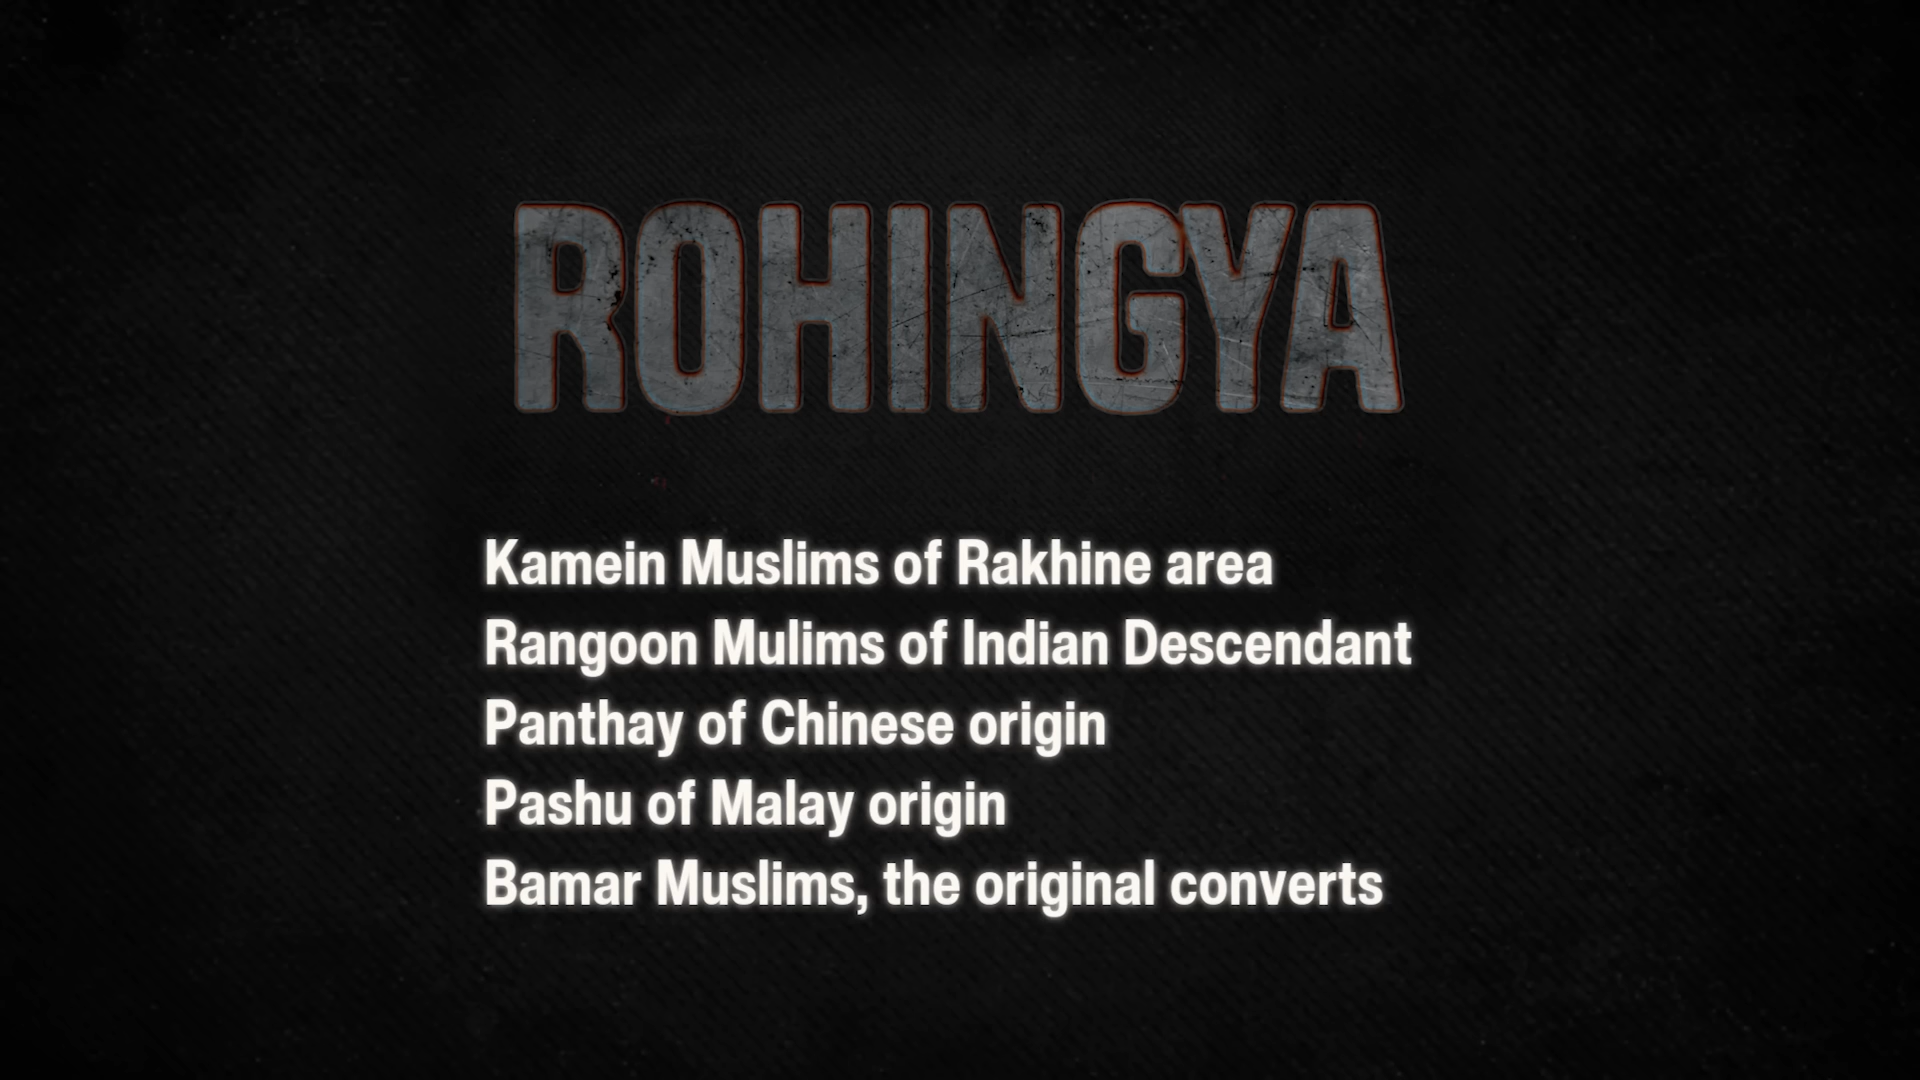 ROHINGYA
Kamein Muslims of Rakhine area
Rangoon Mulims of Indian Descendant
Panthay of Chinese origin
Pashu of Malay origin
Bamar Muslims, the original converts